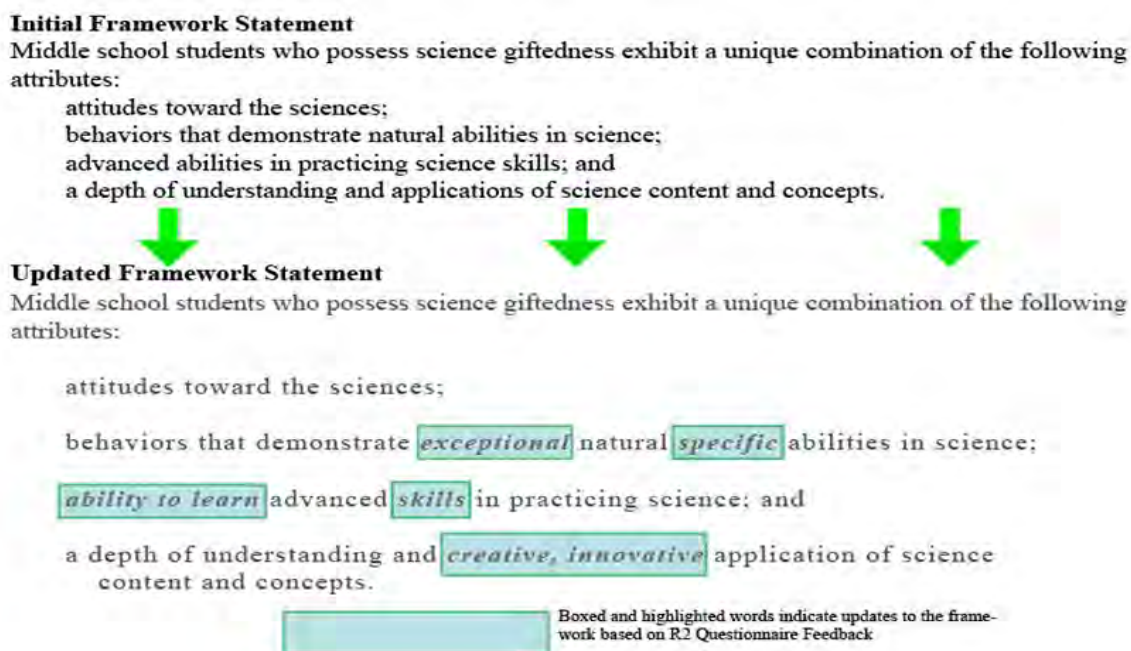 Initial Framework Statement
Middle school students who possess science giftedness exhibit a unique combination of the following
attributes:
attitudes toward the sciences;
behaviors that demonstrate natural abilities in science;
advanced abilities in practicing science skills; and
a depth of understanding and applications of science content and concepts.
Updated Framework Statement
Middle school students who possess science giftedness exhibit a unique combination of the following
attributes:
attitudes toward the sciences;
behaviors that demonstrate exceptional natural specific abilities in science;
ability to learn advanced skills in practicing science; and
a depth of understanding and creative, innovative application of science
content and concepts.
Boxed and highlighted words indicate updates to the frame-
work based on R2 Questionnaire Feedback